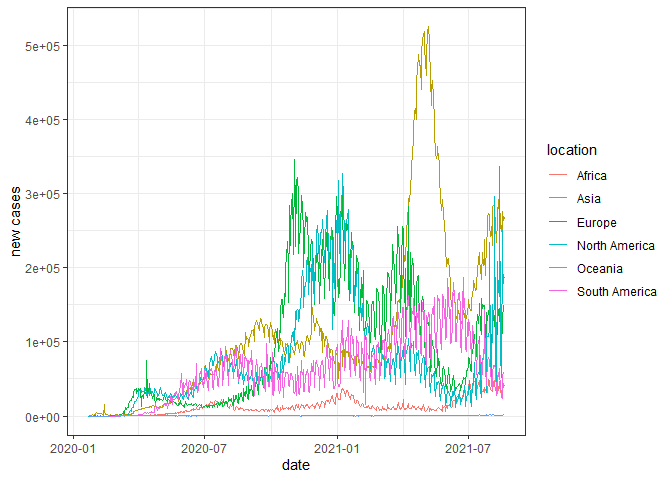 5e+05
4e+05
3e+05
2e+05
1e+05
0e+00
new cases
2020-01
2020-07
2021-01
2021-07
date
location
Africa
Asia
Europe
North America
Oceania
South America